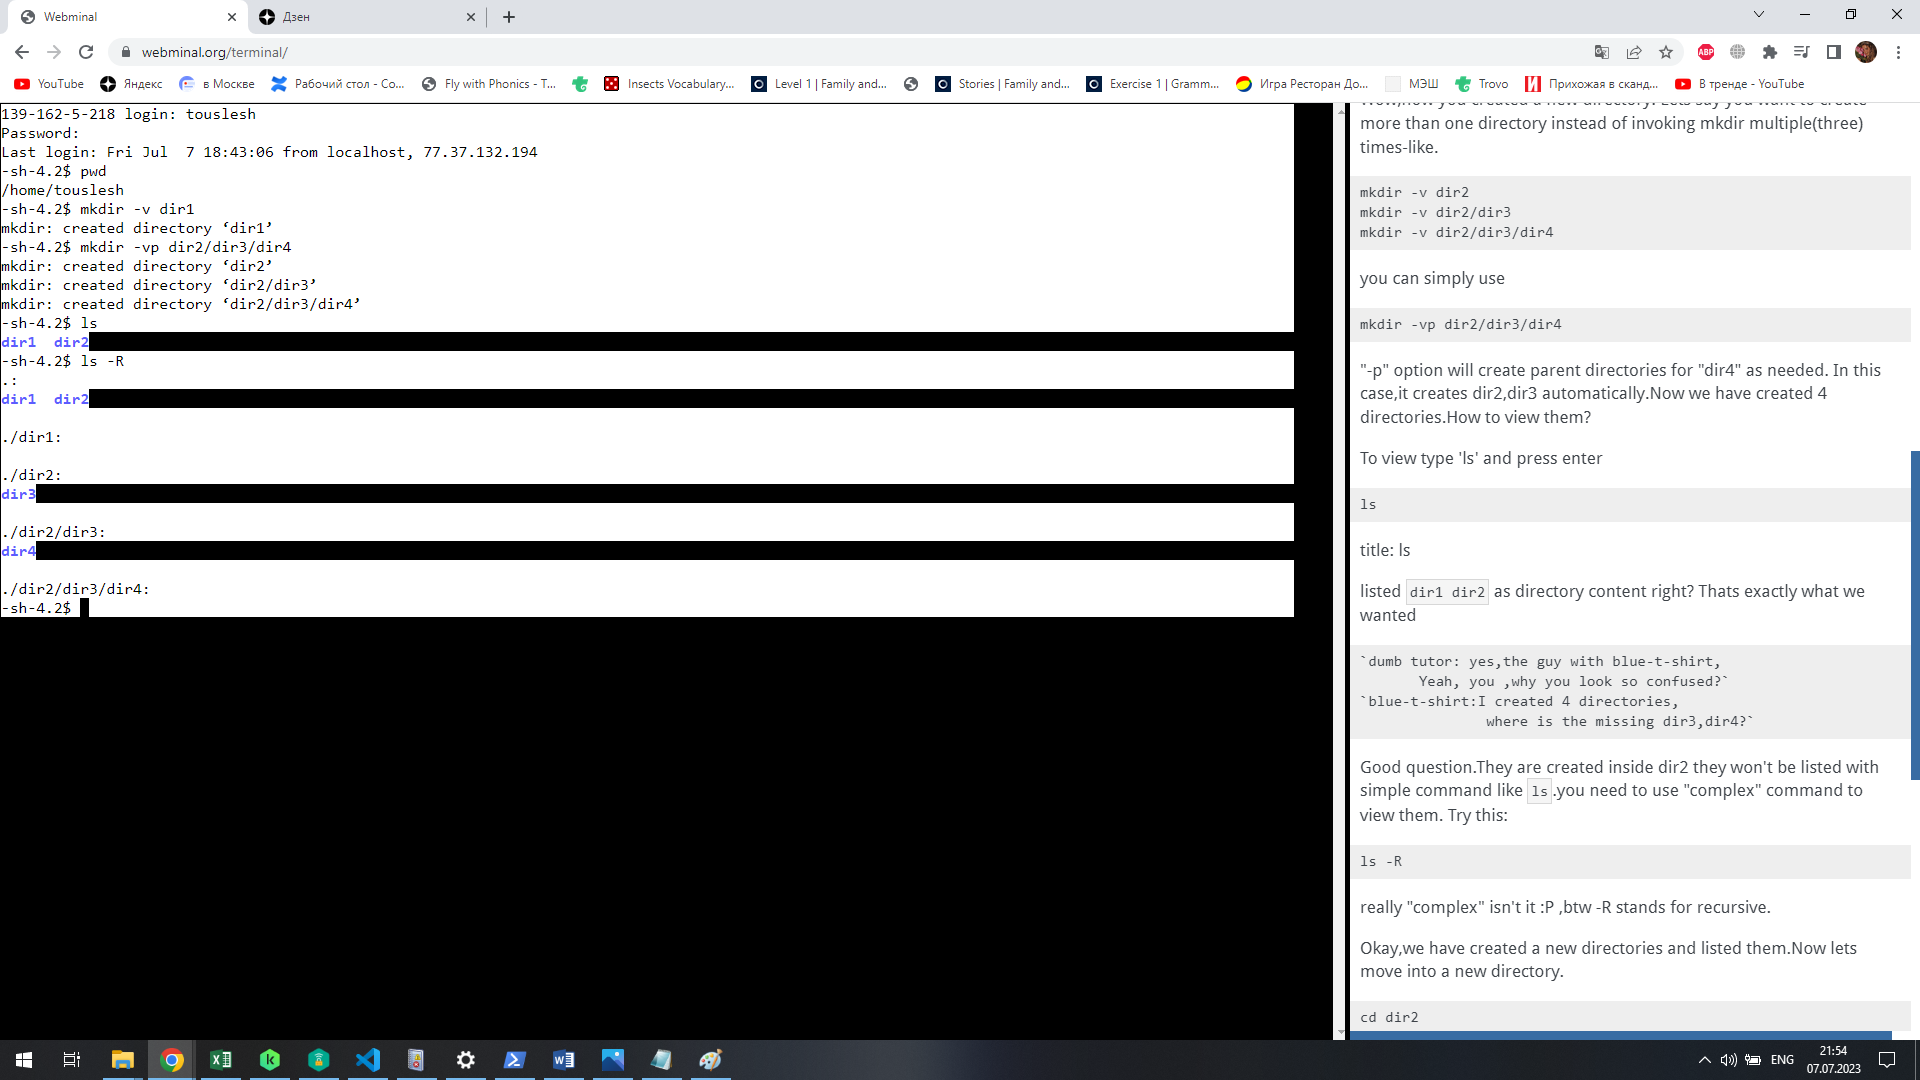 Webminal
Дзен
webminal.org/terminal/
ABP
YouTube
Яндекс
в Москве
Рабочий стол - Co...
Fly with Phonics - T...
Insects Vocabulary...
Level 1 | Family and...
Stories | Family and...
Exercise 1 | Gramm...
Игра Ресторан До...
МЭШ
Trovo
Прихожая в сканд...
В тренде - YouTube
139-162-5-218 login: touslesh
Password:
Last login: Fri Jul  7 18:43:06 from localhost, 77.37.132.194
-sh-4.2$ pwd
/home/touslesh
-sh-4.2$ mkdir -v dir1
mkdir: created directory ‘dir1’
-sh-4.2$ mkdir -vp dir2/dir3/dir4
mkdir: created directory ‘dir2’
mkdir: created directory ‘dir2/dir3’
mkdir: created directory ‘dir2/dir3/dir4’
-sh-4.2$ ls
dir1  dir2
-sh-4.2$ ls -R
.:
dir1  dir2
./dir1:
./dir2:
dir3
./dir2/dir3:
dir4
./dir2/dir3/dir4:
-sh-4.2$
Wow,now you created a new directory. Lets say you want to create
more than one directory instead of invoking mkdir multiple(three)
times-like.
mkdir -v dir2
mkdir -v dir2/dir3
mkdir -v dir2/dir3/dir4
you can simply use
mkdir -vp dir2/dir3/dir4
"-p" option will create parent directories for "dir4" as needed. In this
case,it creates dir2,dir3 automatically.Now we have created 4
directories.How to view them?
To view type 'ls' and press enter
ls
title: ls
listed dir1 dir2 as directory content right? Thats exactly what we
wanted
`dumb tutor: yes,the guy with blue-t-shirt,
Yeah, you ,why you look so confused?`
`blue-t-shirt:I created 4 directories,
where is the missing dir3,dir4?`
Good question.They are created inside dir2 they won't be listed with
simple command like ls.you need to use "complex" command to
view them. Try this:
ls -R
really "complex" isn't it :P ,btw -R stands for recursive.
Okay,we have created a new directories and listed them.Now lets
move into a new directory.
cd dir2
ENG
21:54
07.07.2023